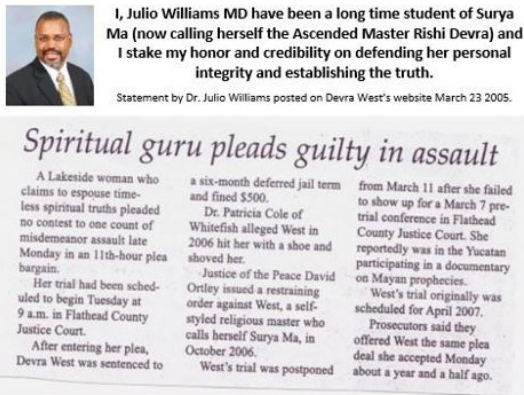 I, Julio Williams MD have been a long time student of Surya
Ma (now calling herself the Ascended Master Rishi Devra) and
I stake my honor and credibility on defending her personal
integrity and establishing the truth.
Statement by Dr. Julio Williams posted on Devra West's website March 23 2005.
Spiritual guru pleads guilty in assault
A Lakeside woman who
claims to espouse time-
less spiritual truths pleaded
no contest to one count of
misdemeanor assault late
Monday in an 11th-hour plea
bargain.
Her trial had been sched-
uled to begin Tuesday at
9 a.m. in Flathead County
Justice Court.
After entering her plea,
Devra West was sentenced to
a six-month deferred jail term
and fined $500.
Dr. Patricia Cole of
Whitefish alleged West in
2006 hit her with a shoe and
shoved her.
Justice of the Peace David
Ortley issued a restraining
order against West, a self-
styled religious master who
calls herself Surya Ma, in
October 2006.
West's trial was postponed
from March 11 after she failed
to show up for a March 7 pre-
trial conference in Flathead
County Justice Court. She
reportedly was in the Yucatan
participating in a documentary
on Mayan prophecies.
West's trial originally was
scheduled for April 2007.
Prosecutors said they
offered West the same plea
deal she accepted Monday
about a year and a half ago.